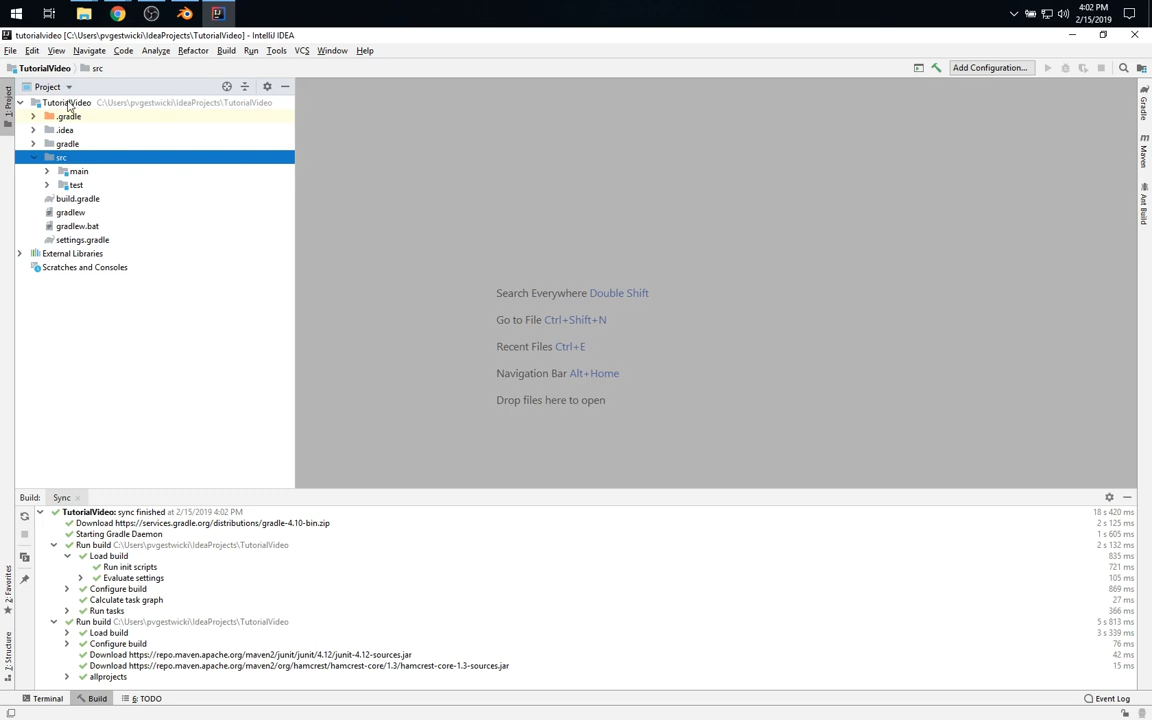 4:02 PM
2/15/2019
tutorialvideo [C:\Users\pvgestwicki\IdeaProjects\TutorialVideo] - IntelliJ IDEA
File Edit View Navigate Code Analyze Refactor Build Run Tools VCS Window Help
TutorialVideo src
Add Configuration...
1: Project
Project
TutorialVideo C:\Users\pvgestwicki\IdeaProjects\TutorialVideo
.gradle
.idea
gradle
src
main
test
build.gradle
gradlew
gradlew.bat
settings.gradle
External Libraries
Scratches and Consoles
Search Everywhere Double Shift
Go to File Ctrl+Shift+N
Recent Files Ctrl+E
Navigation Bar Alt+Home
Drop files here to open
Gradle
Maven
Ant Build
Build: Sync
TutorialVideo: sync finished at 2/15/2019 4:02 PM 18 s 420 ms
Download https://services.gradle.org/distributions/gradle-4.10-bin.zip 2 s 125 ms
Starting Gradle Daemon 1 s 605 ms
Run build C:\Users\pvgestwicki\IdeaProjects\TutorialVideo 2 s 132 ms
Load build 835 ms
Run init scripts 721 ms
Evaluate settings 105 ms
Configure build 869 ms
Calculate task graph 27 ms
Run tasks 366 ms
Run build C:\Users\pvgestwicki\IdeaProjects\TutorialVideo 5 s 813 ms
Load build 3 s 339 ms
Configure build 76 ms
Download https://repo.maven.apache.org/maven2/junit/junit/4.12/junit-4.12-sources.jar 42 ms
Download https://repo.maven.apache.org/maven2/org/hamcrest/hamcrest-core/1.3/hamcrest-core-1.3-sources.jar 15 ms
allprojects
2: Favorites
7: Structure
Terminal Build 6: TODO Event Log